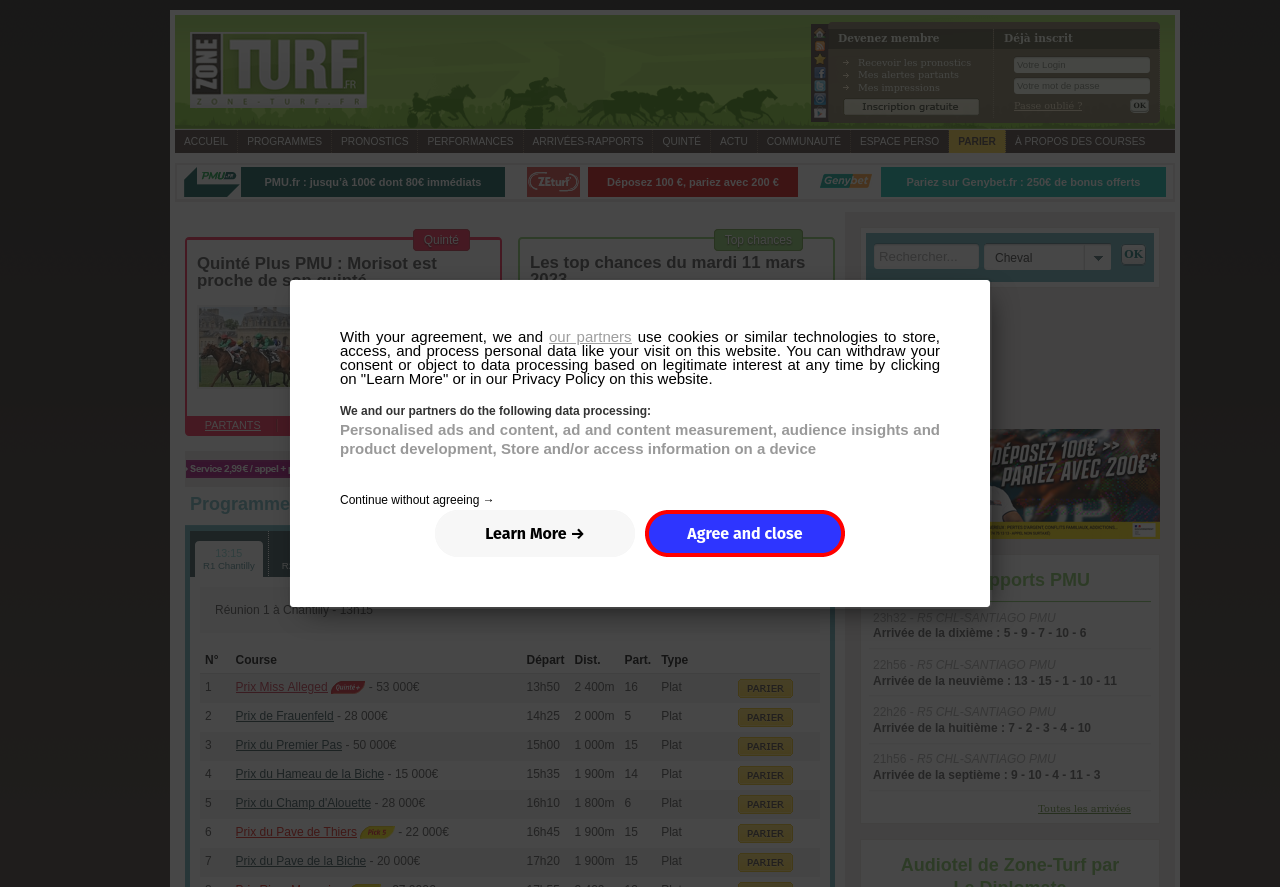 ZONE TURF .FR
ZONE-TURF.FR
Devenez membre
Recevoir les pronostics
Mes alertes partants
Mes impressions
Inscription gratuite
Déjà inscrit
Votre Login
Votre mot de passe
Passe oublié ?
OK
ACCUEIL PROGRAMMES PRONOSTICS PERFORMANCES ARRIVÉES-RAPPORTS QUINTÉ ACTU COMMUNAUTÉ ESPACE PERSO PARIER À PROPOS DES COURSES
PMU.fr PMU.fr : jusqu'à 100€ dont 80€ immédiats ZEturf Déposez 100 €, pariez avec 200 € Genybet Pariez sur Genybet.fr : 250€ de bonus offerts
Quinté
Quinté Plus PMU : Morisot est
proche de son quinté
PARTANTS
Top chances
Les top chances du mardi 11 mars
2023
Rechercher...
Cheval
OK
With your agreement, we and our partners use cookies or similar technologies to store,
access, and process personal data like your visit on this website. You can withdraw your
consent or object to data processing based on legitimate interest at any time by clicking
on "Learn More" or in our Privacy Policy on this website.
We and our partners do the following data processing:
Personalised ads and content, ad and content measurement, audience insights and
product development, Store and/or access information on a device
Continue without agreeing →
Learn More →
Agree and close
Service 2,99€ / appel +
Programme
13:15
R1 Chantilly
Réunion 1 à Chantilly - 13h15
N° Course Départ Dist. Part. Type
1 Prix Miss Alleged Quinté+ - 53 000€ 13h50 2 400m 16 Plat PARIER
2 Prix de Frauenfeld - 28 000€ 14h25 2 000m 5 Plat PARIER
3 Prix du Premier Pas - 50 000€ 15h00 1 000m 15 Plat PARIER
4 Prix du Hameau de la Biche - 15 000€ 15h35 1 900m 14 Plat PARIER
5 Prix du Champ d'Alouette - 28 000€ 16h10 1 800m 6 Plat PARIER
6 Prix du Pave de Thiers Pick 5 - 22 000€ 16h45 1 900m 15 Plat PARIER
7 Prix du Pave de la Biche - 20 000€ 17h20 1 900m 15 Plat PARIER
DÉPOSEZ 100€ >>
PARIEZ AVEC 200€*
pports PMU
23h32 - R5 CHL-SANTIAGO PMU
Arrivée de la dixième : 5 - 9 - 7 - 10 - 6
22h56 - R5 CHL-SANTIAGO PMU
Arrivée de la neuvième : 13 - 15 - 1 - 10 - 11
22h26 - R5 CHL-SANTIAGO PMU
Arrivée de la huitième : 7 - 2 - 3 - 4 - 10
21h56 - R5 CHL-SANTIAGO PMU
Arrivée de la septième : 9 - 10 - 4 - 11 - 3
Toutes les arrivées
Audiotel de Zone-Turf par
Le Diplomate